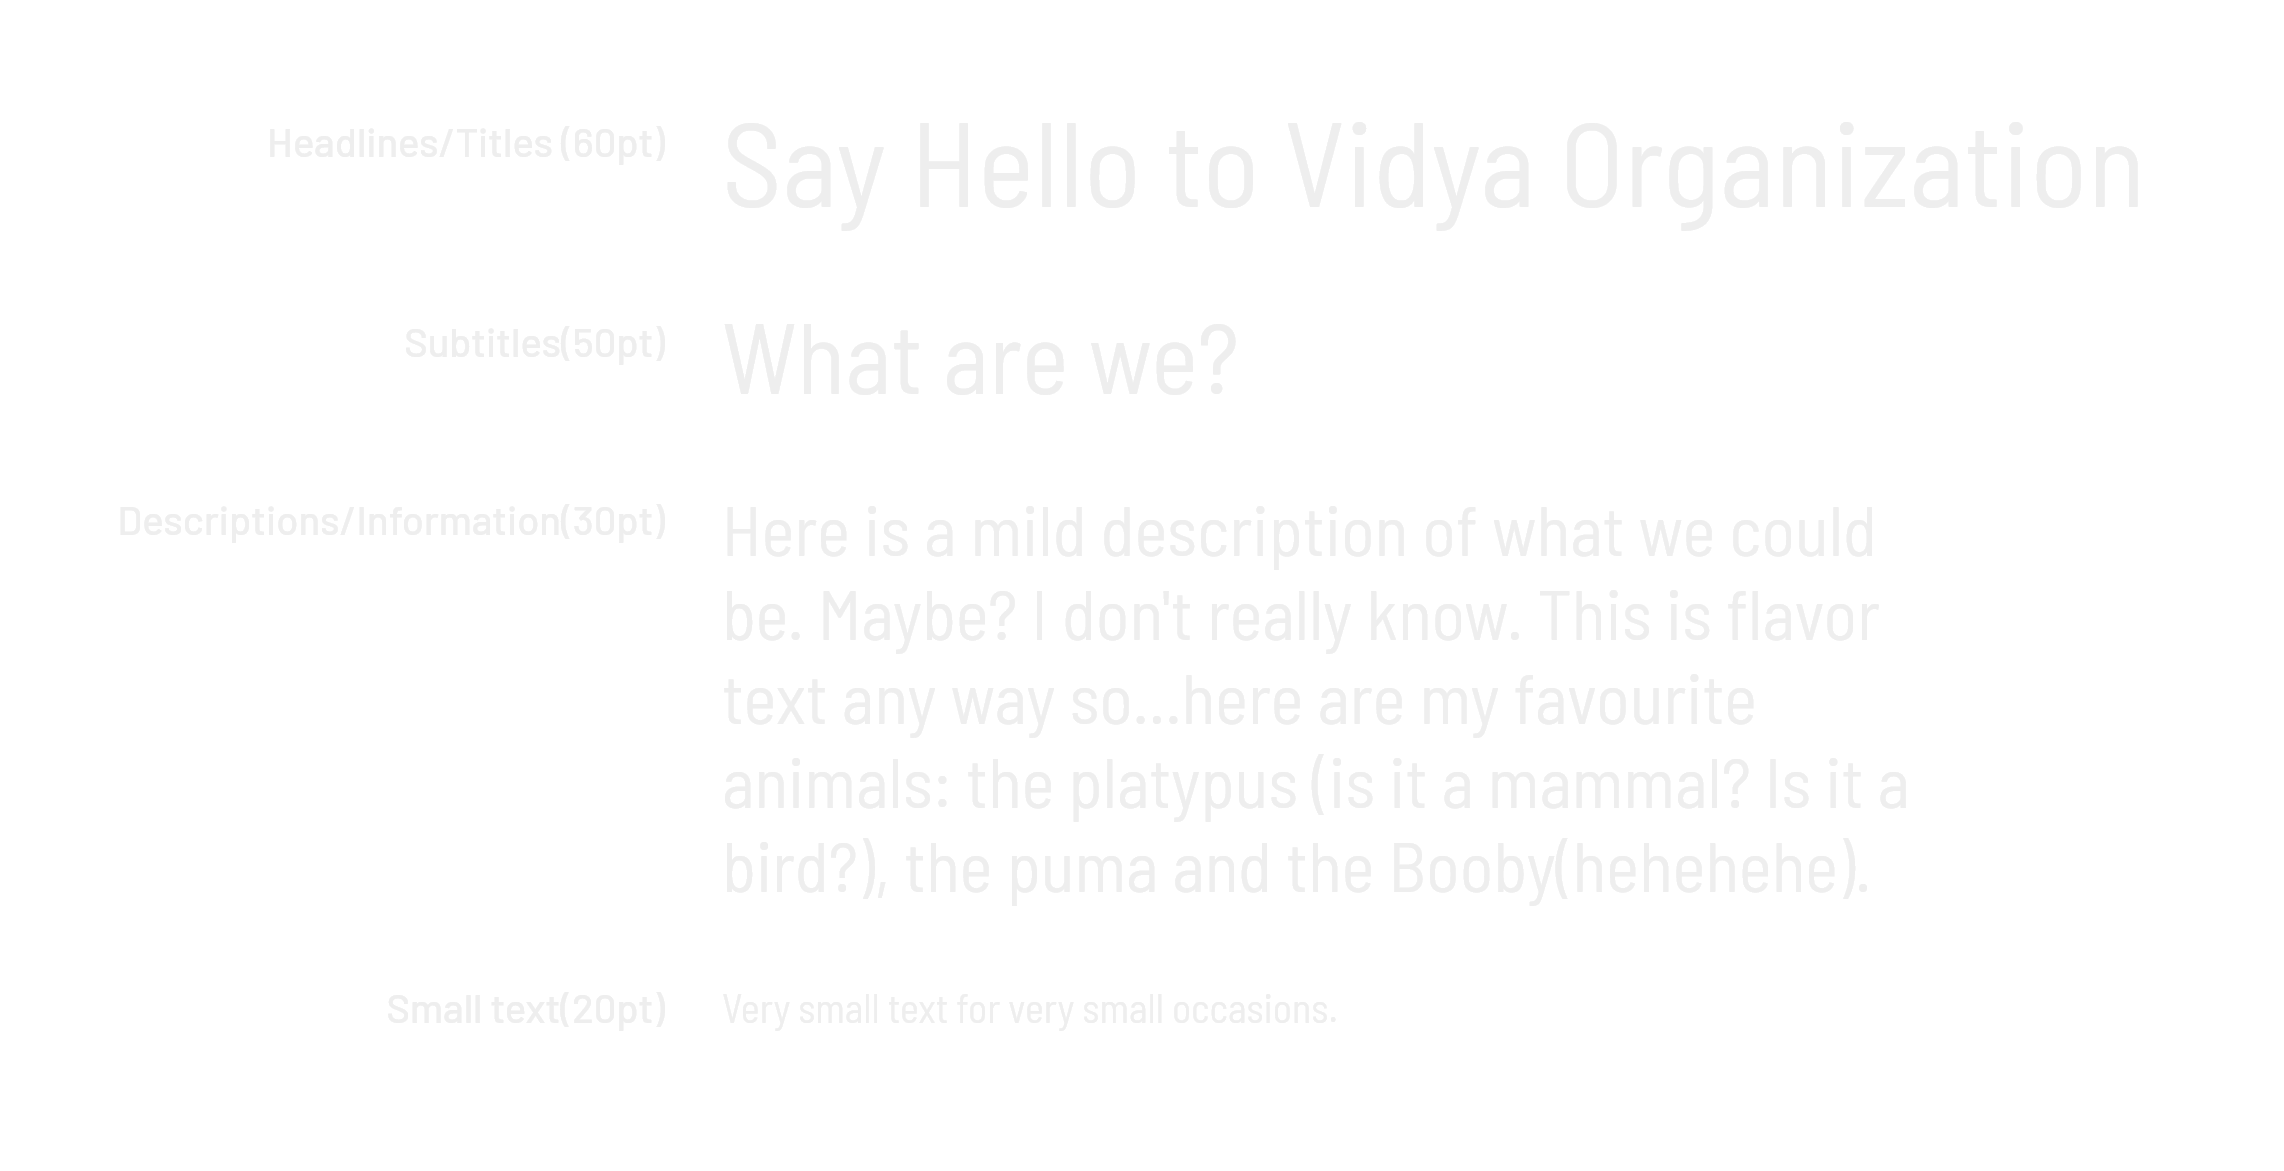 Headlines/Titles (60pt) Say Hello to Vidya Organization
Subtitles(50pt) What are we?
Descriptions/Information(30pt) Here is a mild description of what we could
be. Maybe? I don't really know. This is flavor
text any way so...here are my favourite
animals: the platypus (is it a mammal? Is it a
bird?), the puma and the Booby(hehehehe).
Small text(20pt) Very small text for very small occasions.